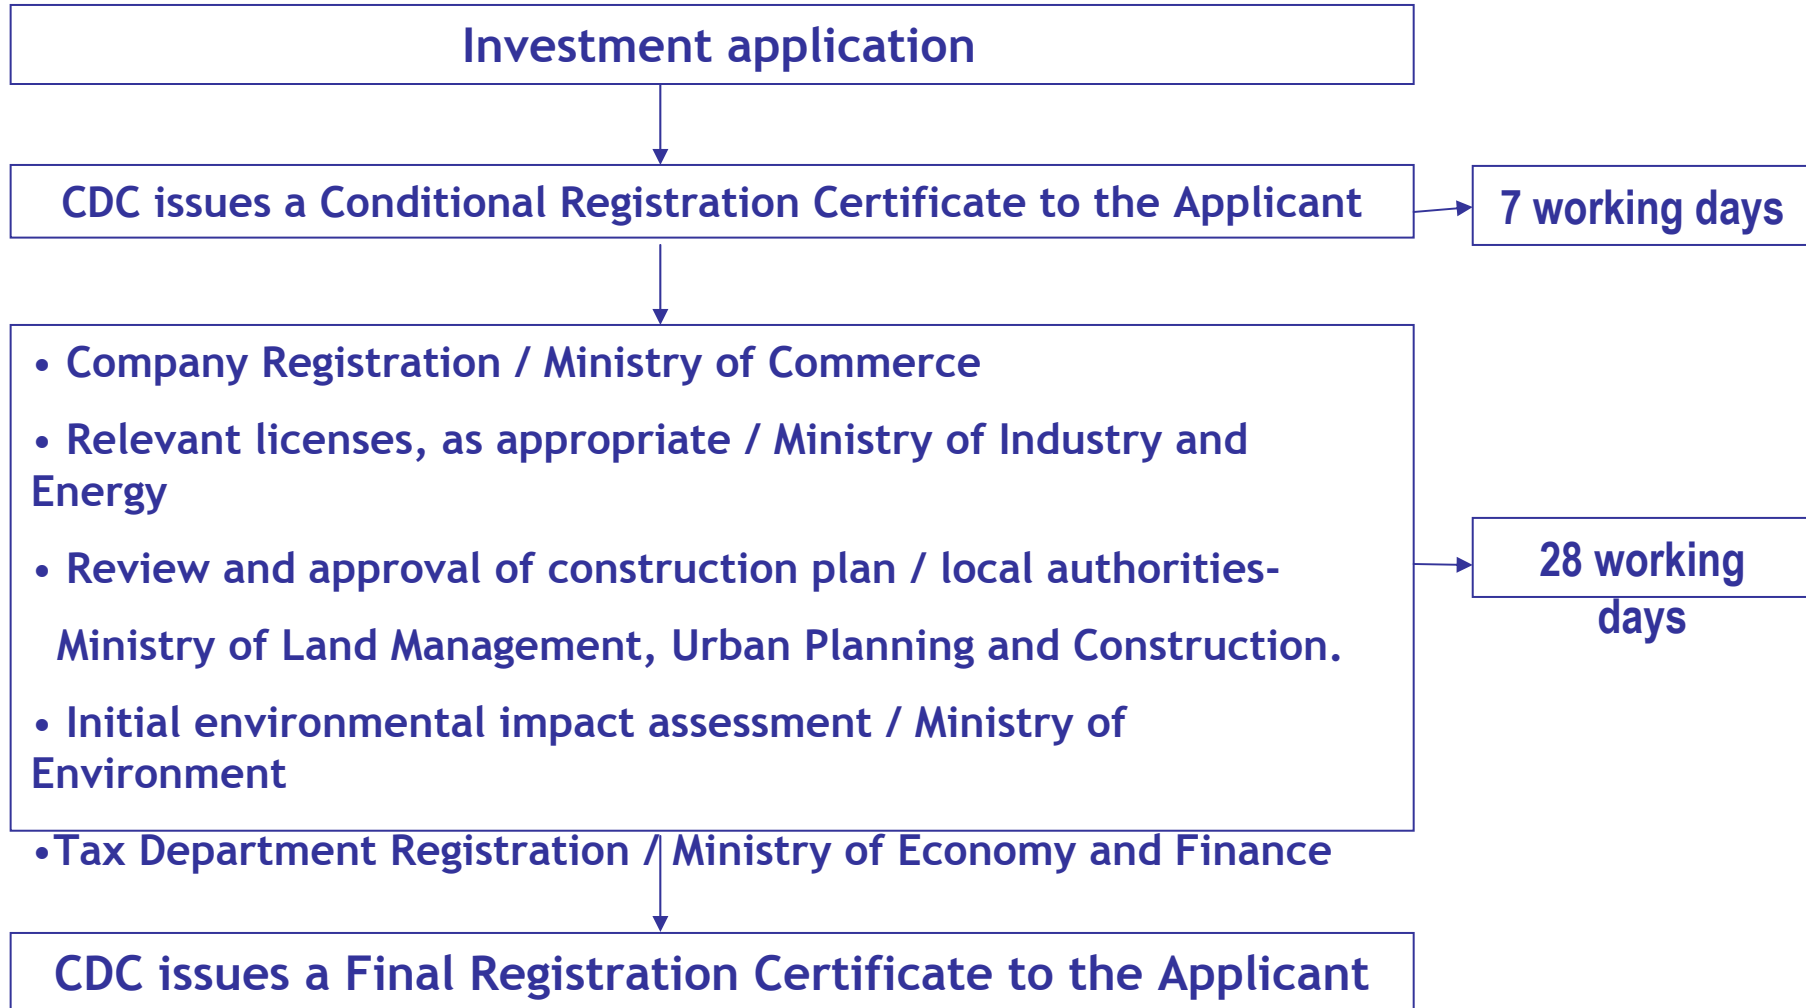 Investment application
CDC issues a Conditional Registration Certificate to the Applicant
7 working days
• Company Registration / Ministry of Commerce
• Relevant licenses, as appropriate / Ministry of Industry and
Energy
• Review and approval of construction plan / local authorities-
Ministry of Land Management, Urban Planning and Construction.
• Initial environmental impact assessment / Ministry of
Environment
•Tax Department Registration / Ministry of Economy and Finance
28 working
days
CDC issues a Final Registration Certificate to the Applicant